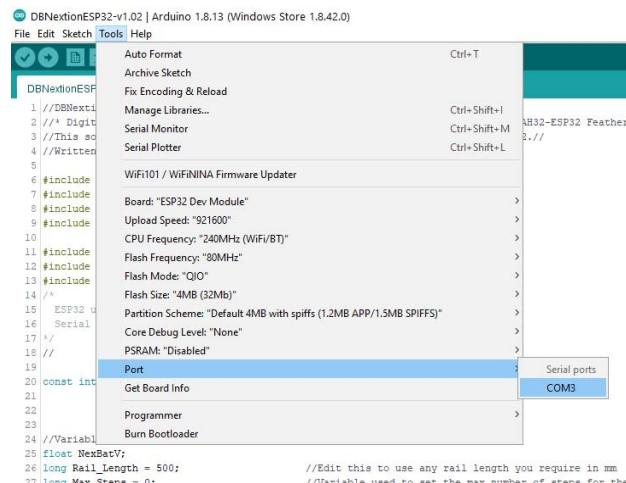 DBNextionESP32-v1.02 | Arduino 1.8.13 (Windows Store 1.8.42.0)
File Edit Sketch Tools Help
DBNextionESP
Auto Format Ctrl+T
Archive Sketch
Fix Encoding & Reload
Manage Libraries... Ctrl+Shift+I
Serial Monitor Ctrl+Shift+M
Serial Plotter Ctrl+Shift+L
WiFi101 / WiFiNINA Firmware Updater
Board: "ESP32 Dev Module"
Upload Speed: "921600"
CPU Frequency: "240MHz (WiFi/BT)"
Flash Frequency: "80MHz"
Flash Mode: "QIO"
Flash Size: "4MB (32Mb)"
Partition Scheme: "Default 4MB with spiffs (1.2MB APP/1.5MB SPIFFS)"
Core Debug Level: "None"
PSRAM: "Disabled"
Port
Get Board Info
Programmer
Burn Bootloader
Serial ports
COM3
1 //DBNexti
2 //* Digit AH32-ESP32 Feather
3 //This so 2.//
4 //Written
5
6 #include
7 #include
8 #include
9 #include
10
11 #include
12 #include
13 #include
14 /*
15 ESP32 u
16 Serial
17 */
18 //
19
20 const int
21
22
23
24 //Variabl
25 float NexBatV;
26 long Rail_Length = 500; //Edit this to use any rail length you require in mm
27 long Max_Steps = 0; //Variable used to set the max number of steps for the